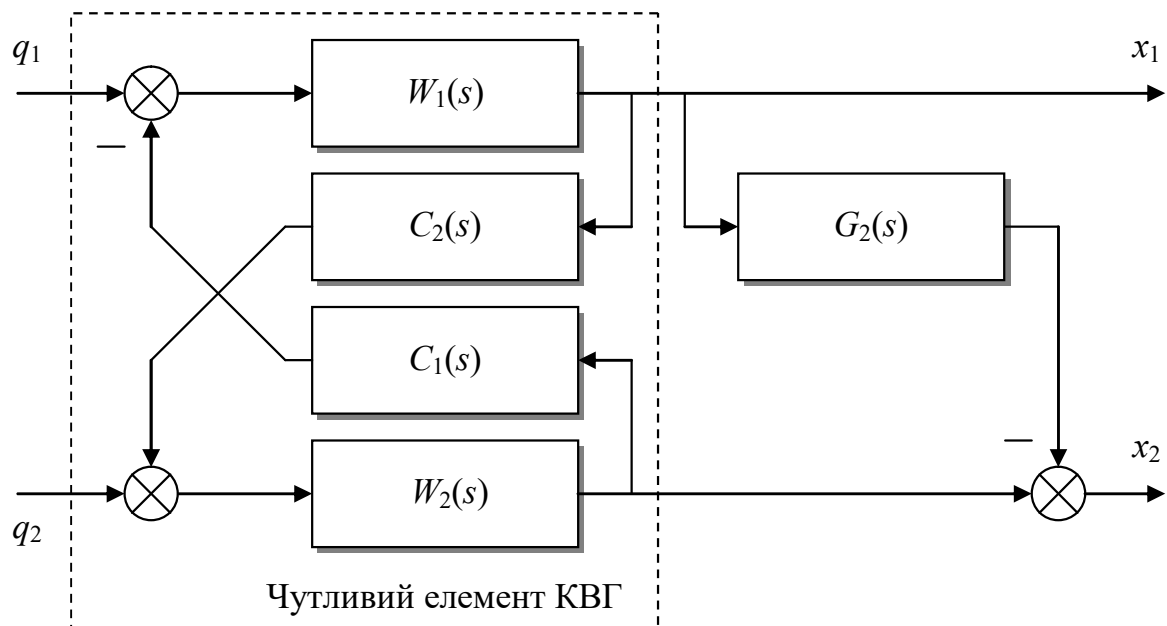 q1
x1
W1(s)
—
C2(s)
G2(s)
C1(s)
—
x2
W2(s)
q2
Чутливий елемент КВГ